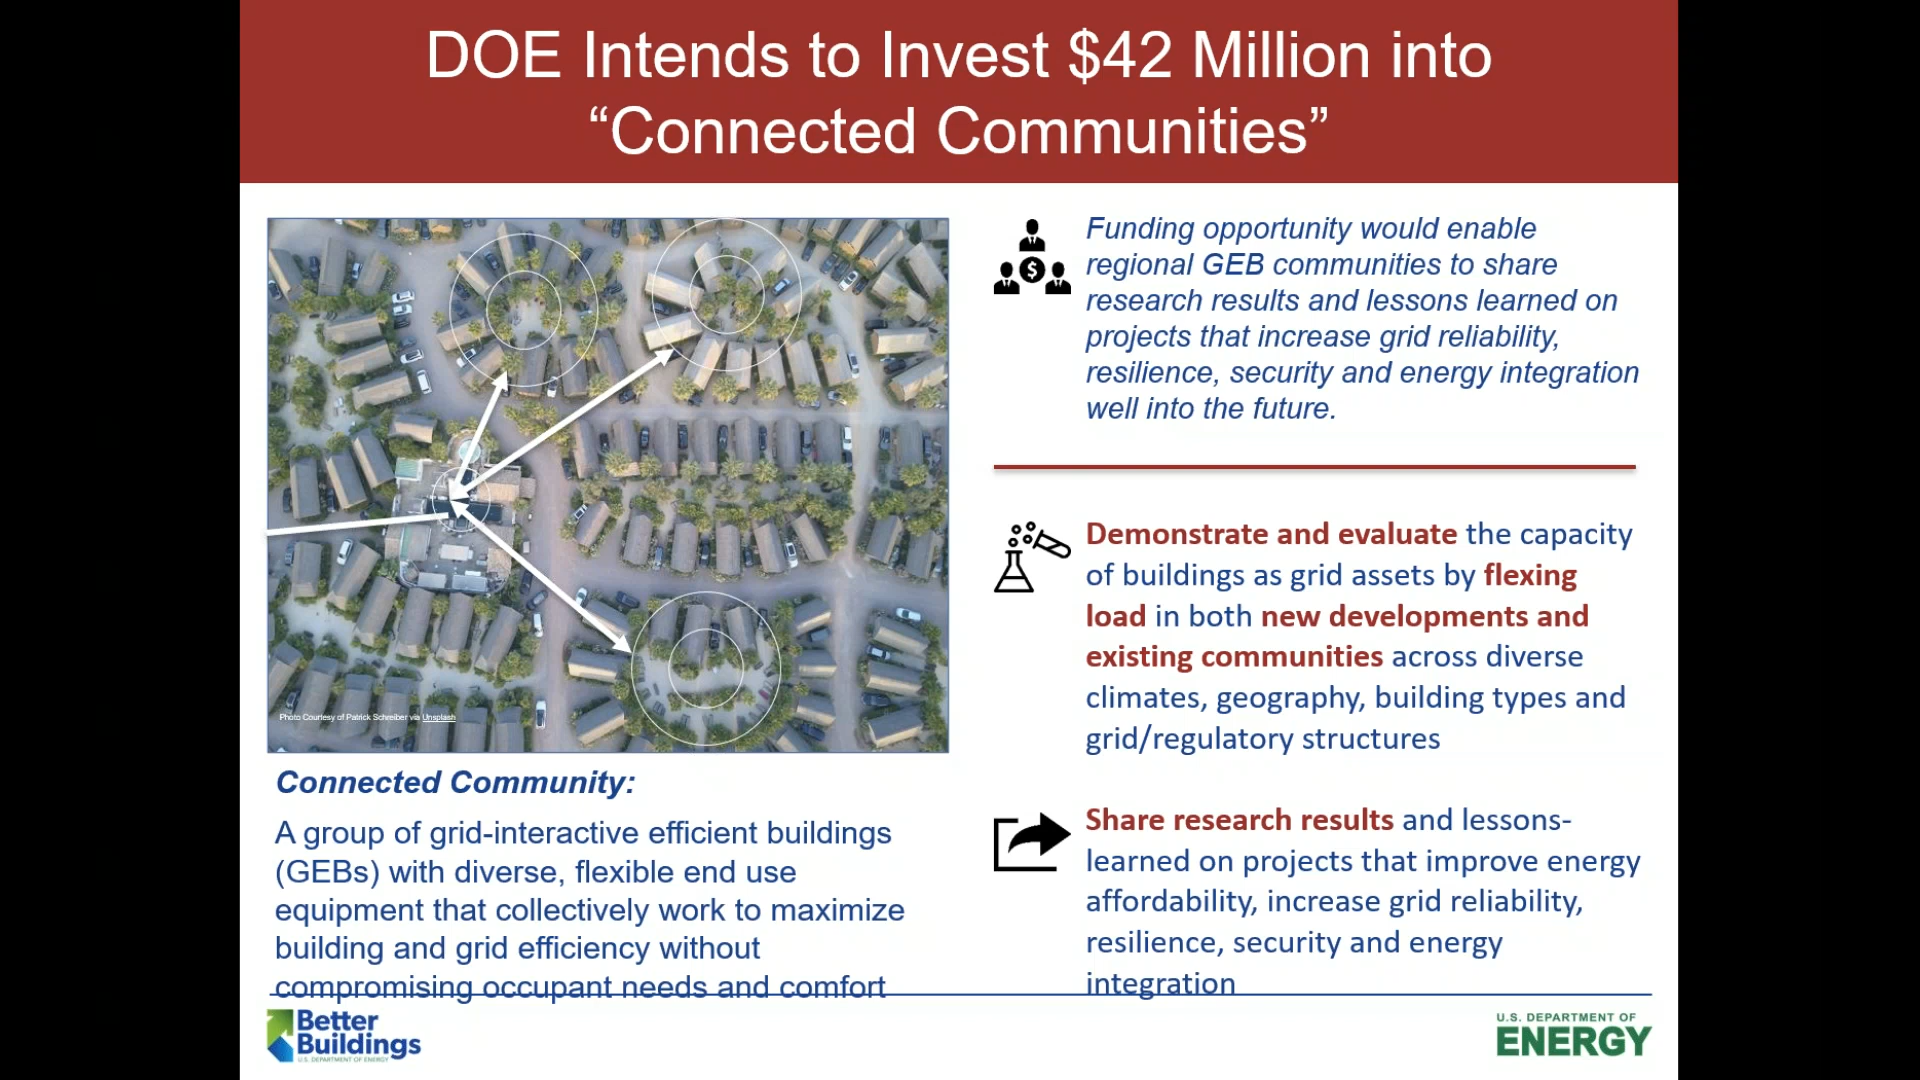 DOE Intends to Invest $42 Million into
“Connected Communities”
Photo Courtesy of Patrick Schreiber via Unsplash
Connected Community:
A group of grid-interactive efficient buildings
(GEBs) with diverse, flexible end use
equipment that collectively work to maximize
building and grid efficiency without
compromising occupant needs and comfort
$
Funding opportunity would enable
regional GEB communities to share
research results and lessons learned on
projects that increase grid reliability,
resilience, security and energy integration
well into the future.
Demonstrate and evaluate the capacity
of buildings as grid assets by flexing
load in both new developments and
existing communities across diverse
climates, geography, building types and
grid/regulatory structures
Share research results and lessons-
learned on projects that improve energy
affordability, increase grid reliability,
resilience, security and energy
integration
Better
Buildings
U.S. DEPARTMENT OF ENERGY
U.S. DEPARTMENT OF
ENERGY